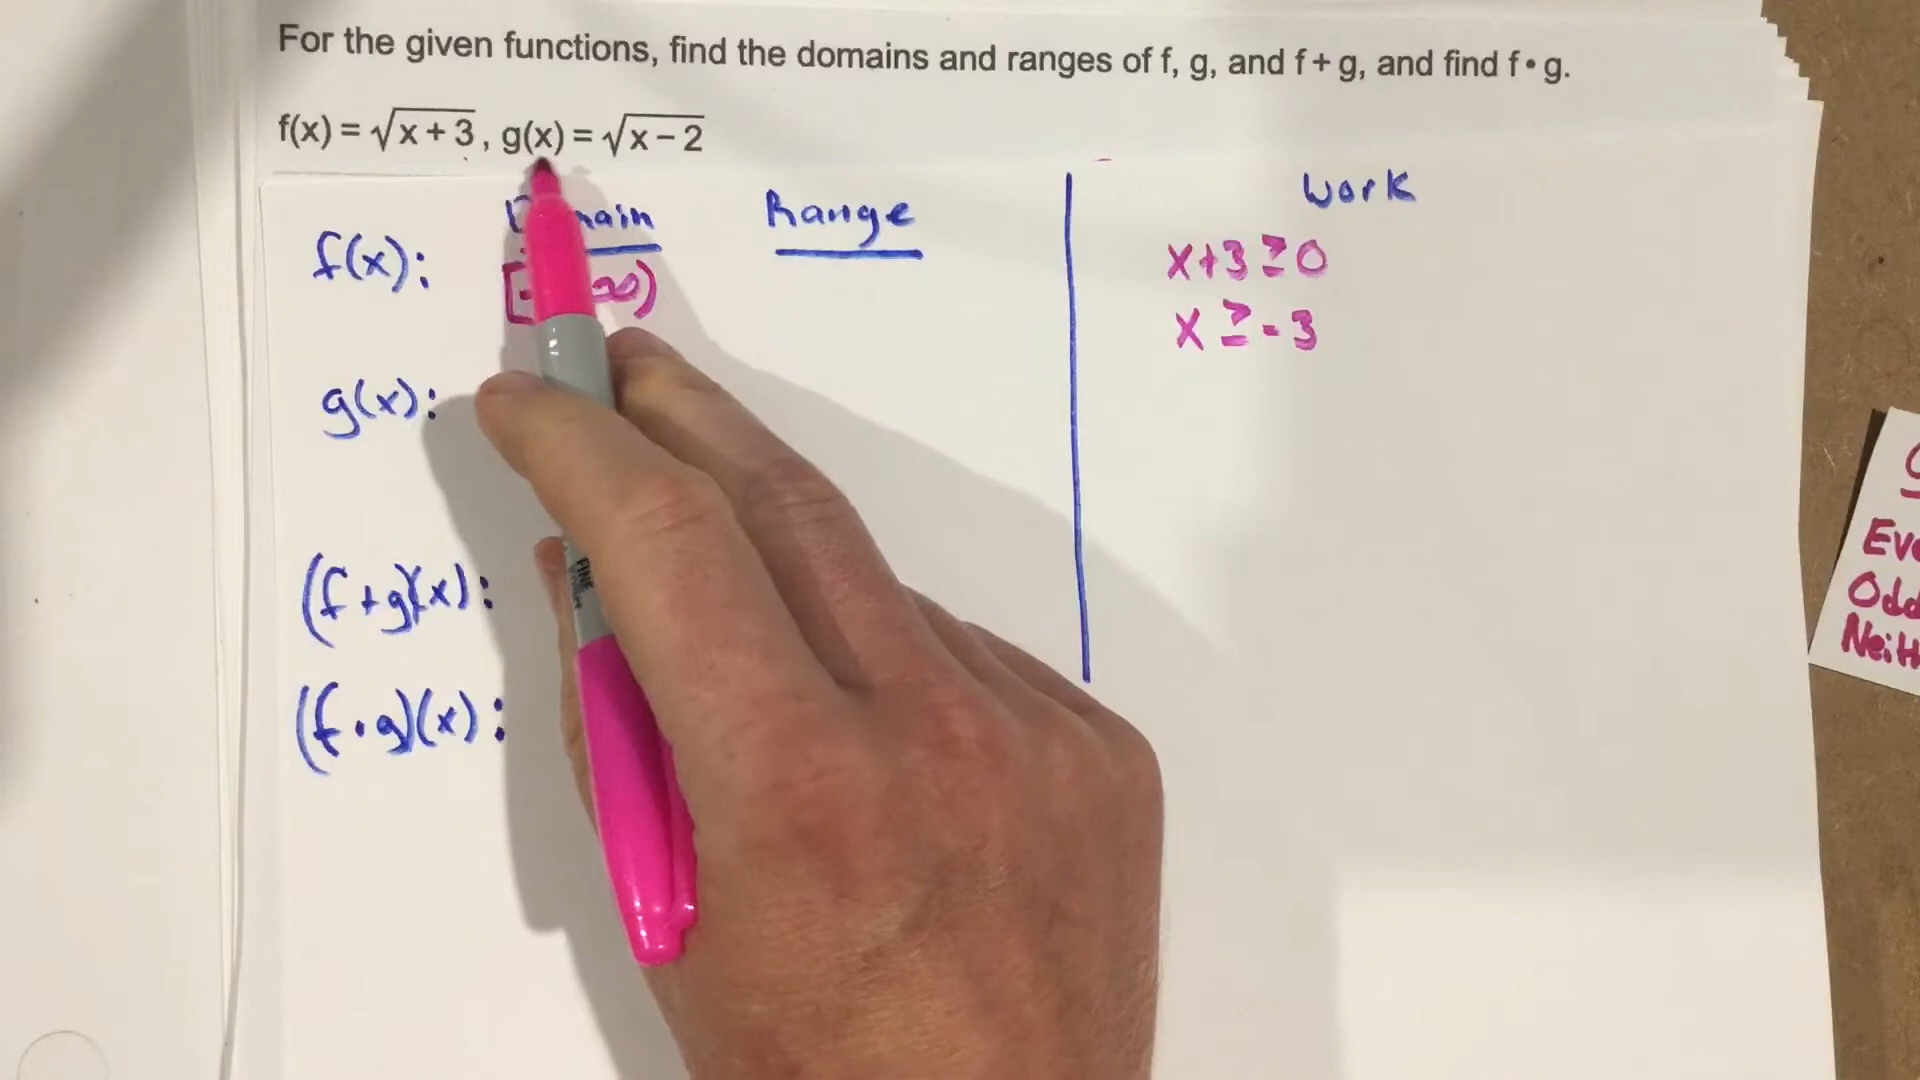 For the given functions, find the domains and ranges of f, g, and f + g, and find f • g.
f(x) = √x + 3, g(x) = √x − 2
Range
Work
f(x):
∞)
x+3 ≥ 0
x ≥ -3
g(x):
(f+g)(x):
(f•g)(x):
Odd